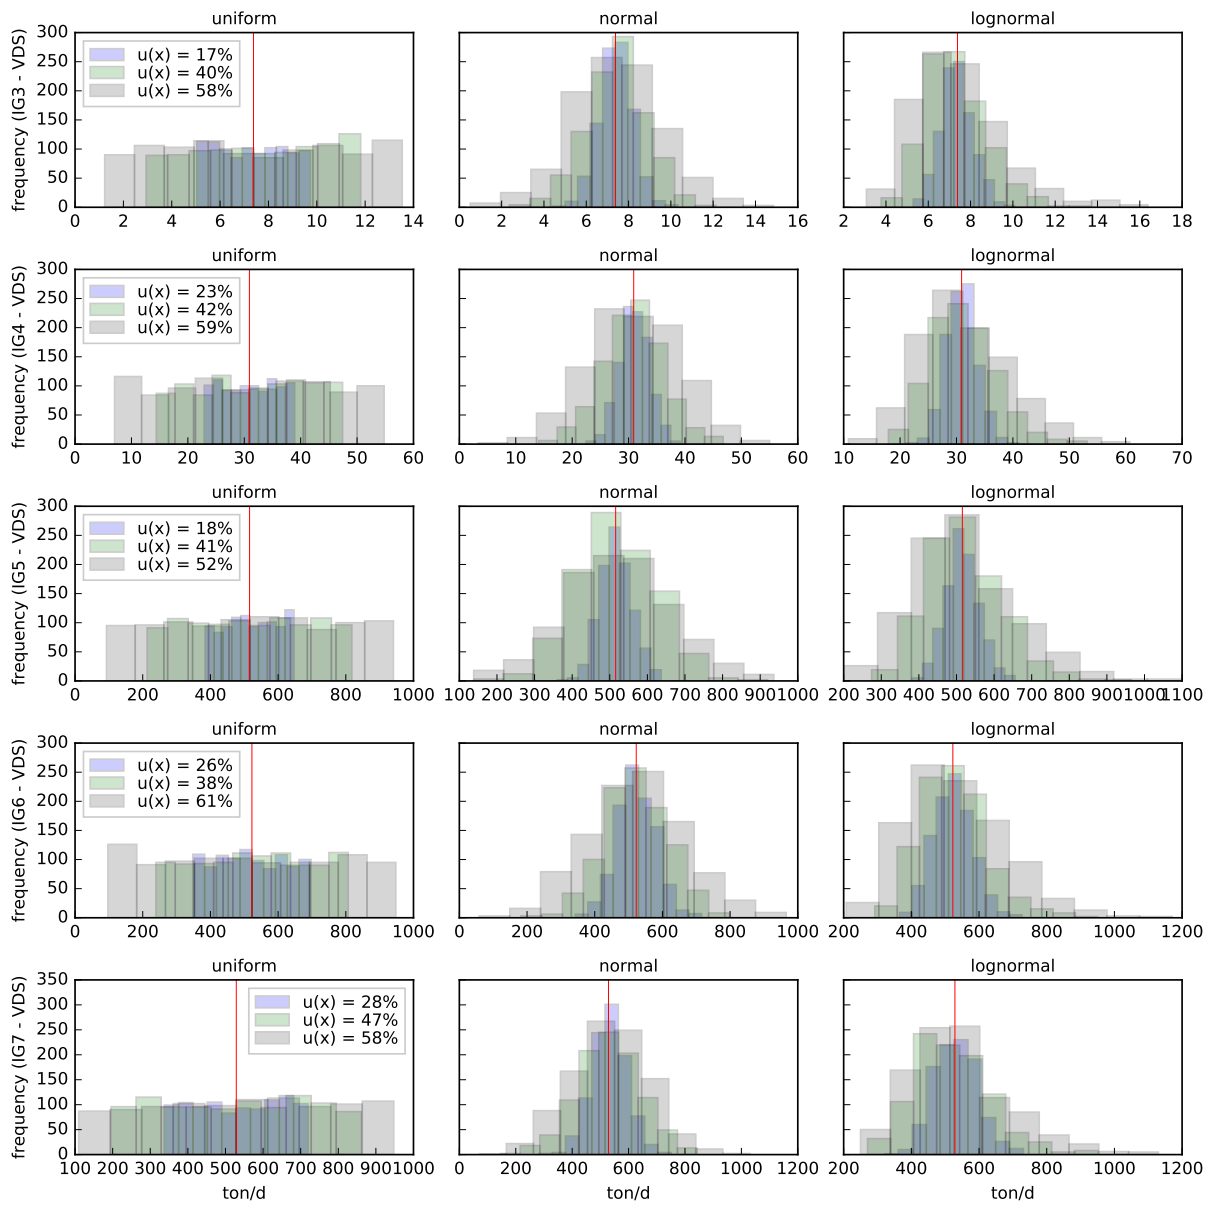 uniform normal lognormal
frequency (IG3 - VDS)
300 250 200 150 100 50 0
u(x) = 17%
u(x) = 40%
u(x) = 58%
0 2 4 6 8 10 12 14
0 2 4 6 8 10 12 14 16
2 4 6 8 10 12 14 16 18
uniform normal lognormal
frequency (IG4 - VDS)
300 250 200 150 100 50 0
u(x) = 23%
u(x) = 42%
u(x) = 59%
0 10 20 30 40 50 60
0 10 20 30 40 50 60
10 20 30 40 50 60 70
uniform normal lognormal
frequency (IG5 - VDS)
300 250 200 150 100 50 0
u(x) = 18%
u(x) = 41%
u(x) = 52%
0 200 400 600 800 1000
100 200 300 400 500 600 700 800 900 1000
200 300 400 500 600 700 800 900 1000 1100
uniform normal lognormal
frequency (IG6 - VDS)
300 250 200 150 100 50 0
u(x) = 26%
u(x) = 38%
u(x) = 61%
0 200 400 600 800 1000
0 200 400 600 800 1000
200 400 600 800 1000 1200
uniform normal lognormal
frequency (IG7 - VDS)
350 300 250 200 150 100 50 0
u(x) = 28%
u(x) = 47%
u(x) = 58%
100 200 300 400 500 600 700 800 900 1000
0 200 400 600 800 1000 1200
200 400 600 800 1000 1200
ton/d ton/d ton/d